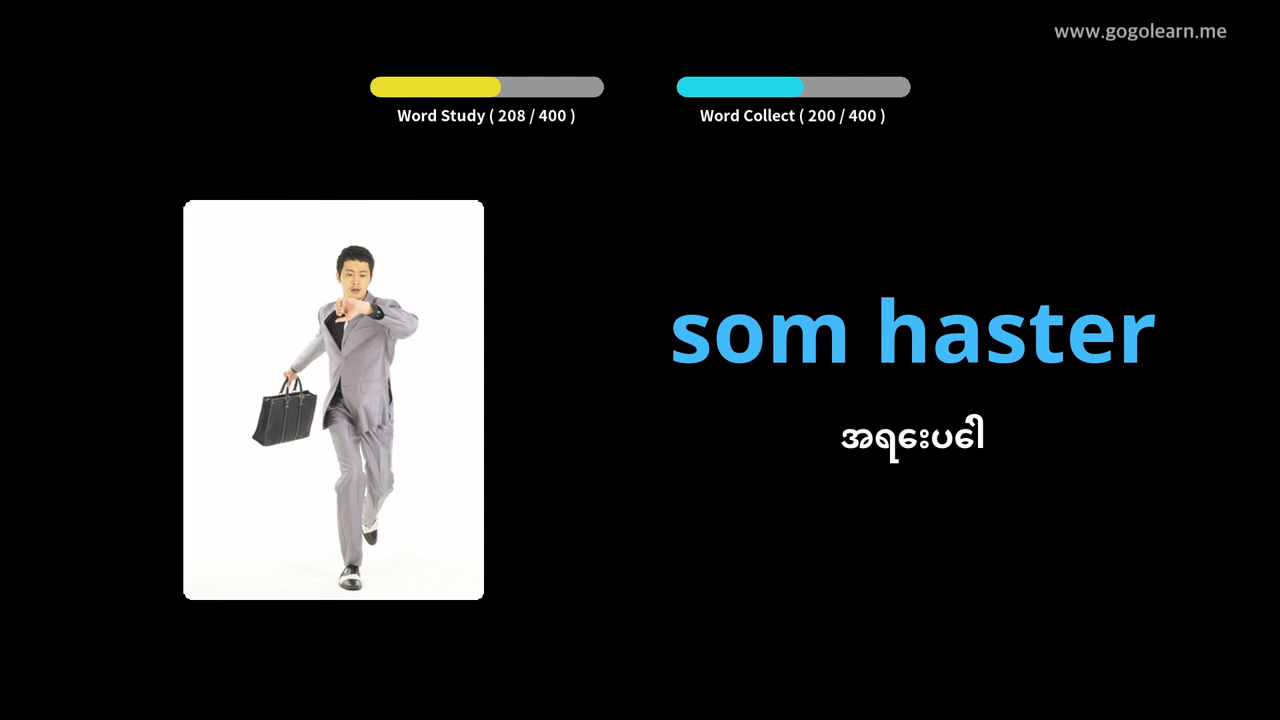 www.gogolearn.me
Word Study ( 208 / 400 )
Word Collect ( 200 / 400 )
som haster
အရေးပေါ်